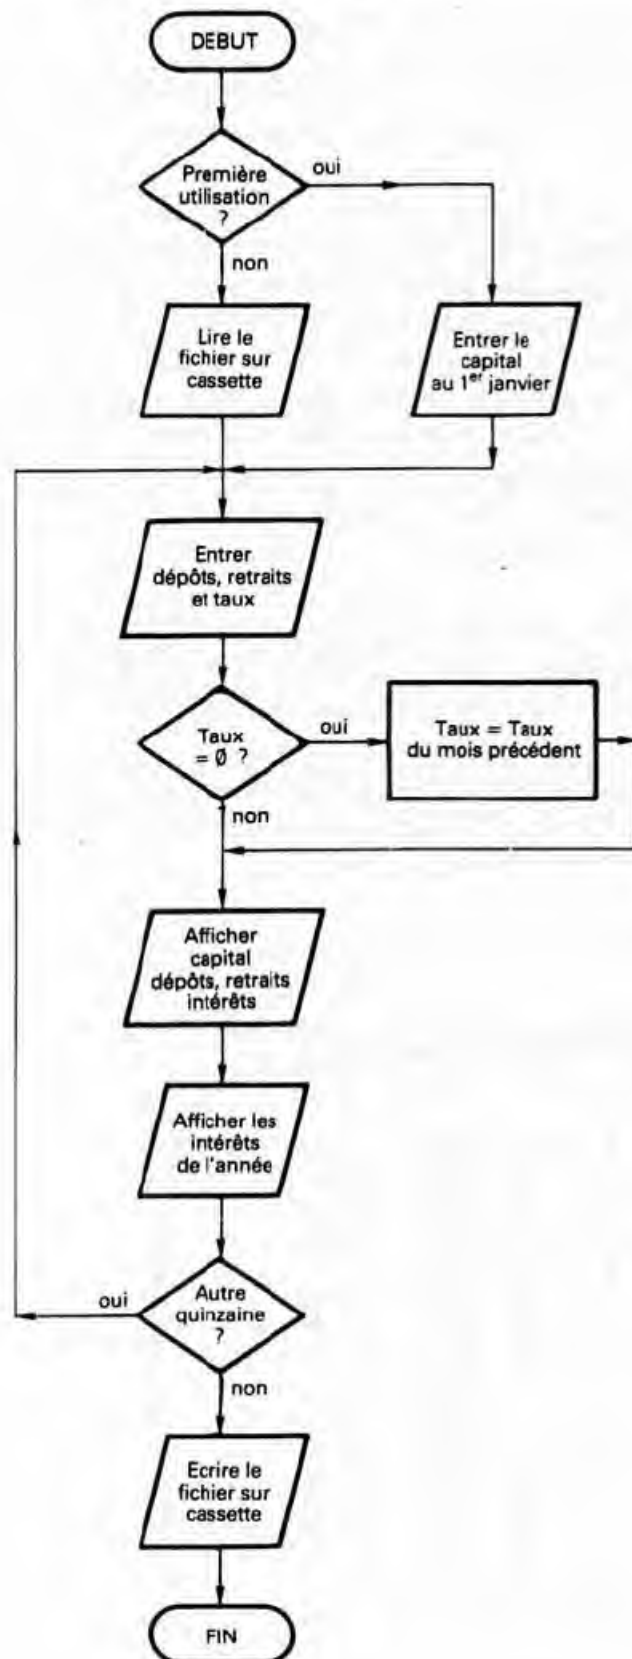 DEBUT
Première
utilisation
?
oui
non
Lire le
fichier sur
cassette
Entrer le
capital
au 1er janvier
Entrer
dépôts, retraits
et taux
Taux
= Ø ?
oui
Taux = Taux
du mois précédent
non
Afficher
capital
dépôts, retraits
intérêts
Afficher les
intérêts
de l'année
Autre
quinzaine
?
oui
non
Ecrire le
fichier sur
cassette
FIN